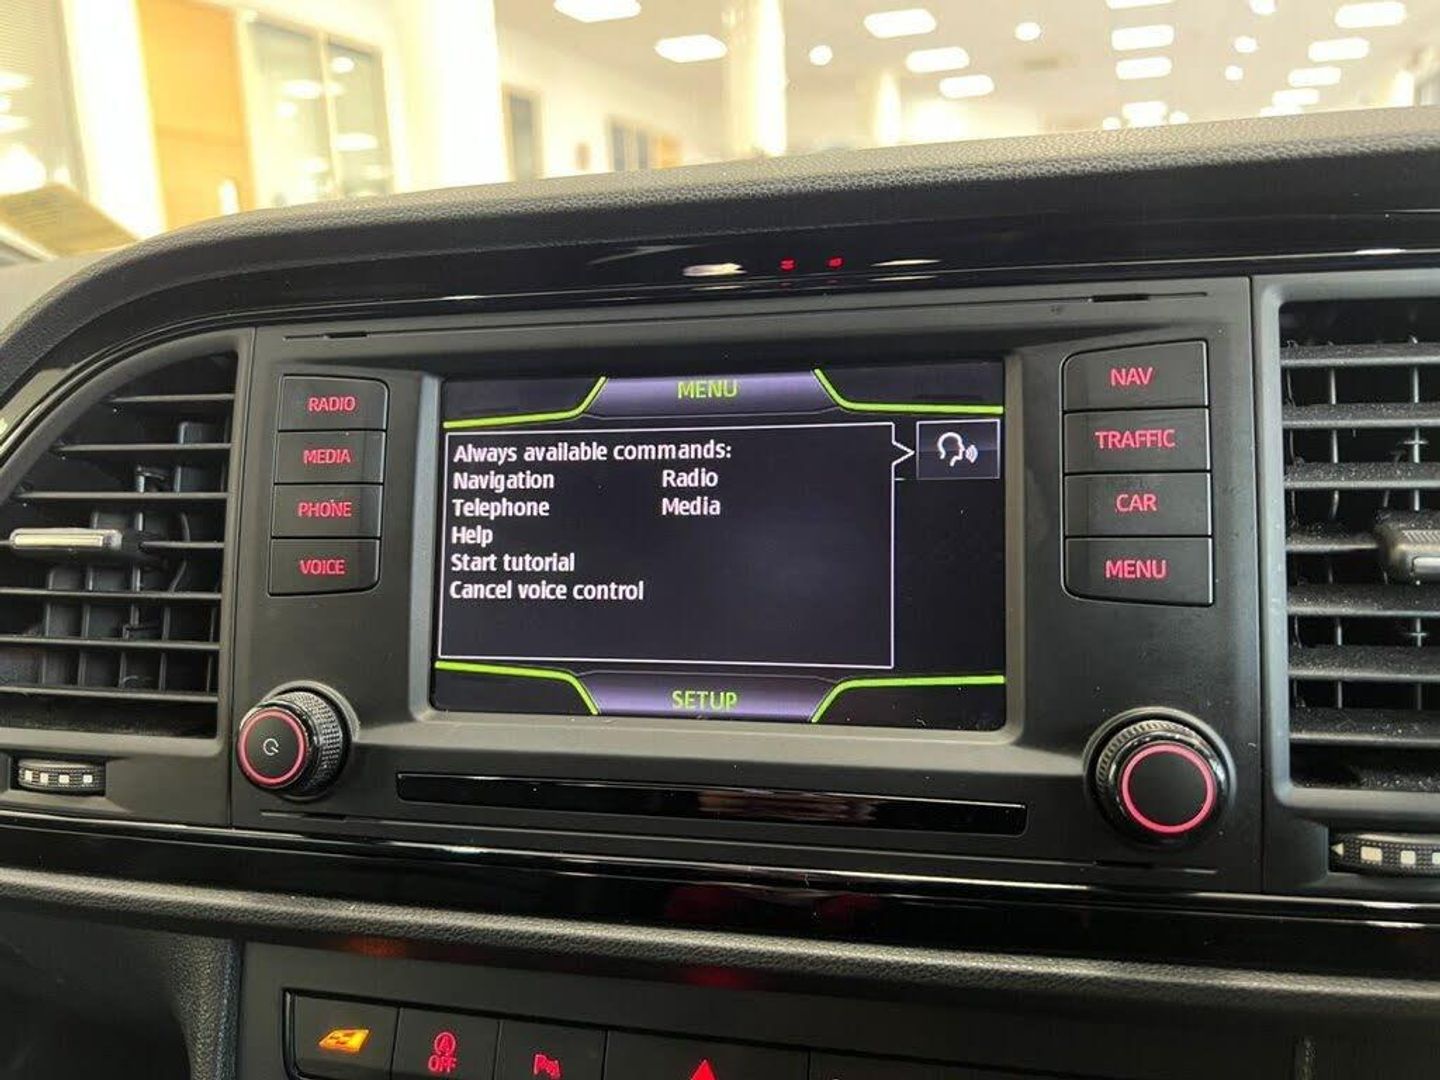 RADIO
MEDIA
PHONE
VOICE
MENU
Always available commands:
Navigation Radio
Telephone Media
Help
Start tutorial
Cancel voice control
SETUP
NAV
TRAFFIC
CAR
MENU
A
OFF
P